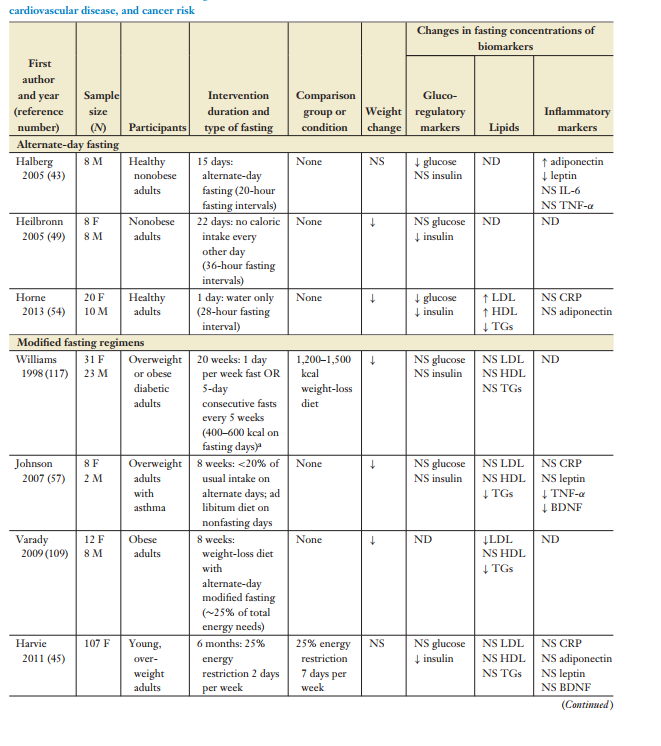 cardiovascular disease, and cancer risk
Changes in fasting concentrations of
biomarkers
First
author
and year
(reference
number)
Sample
size
(N)
Participants
Intervention
duration and
type of fasting
Comparison
group or
condition
Weight
change
Gluco-
regulatory
markers
Lipids
Inflammatory
markers
Alternate-day fasting
Halberg
2005 (43)
8 M
Healthy
nonobese
adults
15 days:
alternate-day
fasting (20-hour
fasting intervals)
None
NS
↓ glucose
NS insulin
ND
↑ adiponectin
↓ leptin
NS IL-6
NS TNF-α
Heilbronn
2005 (49)
8 F
8 M
Nonobese
adults
22 days: no caloric
intake every
other day
(36-hour fasting
intervals)
None
↓
NS glucose
↓ insulin
ND
ND
Horne
2013 (54)
20 F
10 M
Healthy
adults
1 day: water only
(28-hour fasting
interval)
None
↓
↓ glucose
↓ insulin
↑ LDL
↑ HDL
↓ TGs
NS CRP
NS adiponectin
Modified fasting regimens
Williams
1998 (117)
31 F
23 M
Overweight
or obese
diabetic
adults
20 weeks: 1 day
per week fast OR
5-day
consecutive fasts
every 5 weeks
(400–600 kcal on
fasting days)a
1,200–1,500
kcal
weight-loss
diet
↓
NS glucose
NS insulin
NS LDL
NS HDL
NS TGs
ND
Johnson
2007 (57)
8 F
2 M
Overweight
adults
with
asthma
8 weeks: <20% of
usual intake on
alternate days; ad
libitum diet on
nonfasting days
None
↓
NS glucose
NS insulin
NS LDL
NS HDL
↓ TGs
NS CRP
NS leptin
↓ TNF-α
↓ BDNF
Varady
2009 (109)
12 F
8 M
Obese
adults
8 weeks:
weight-loss diet
with
alternate-day
modified fasting
(∼25% of total
energy needs)
None
↓
ND
↓LDL
NS HDL
↓ TGs
ND
Harvie
2011 (45)
107 F
Young,
over-
weight
adults
6 months: 25%
energy
restriction 2 days
per week
25% energy
restriction
7 days per
week
NS
NS glucose
↓ insulin
NS LDL
NS HDL
NS TGs
NS CRP
NS adiponectin
NS leptin
NS BDNF
(Continued)